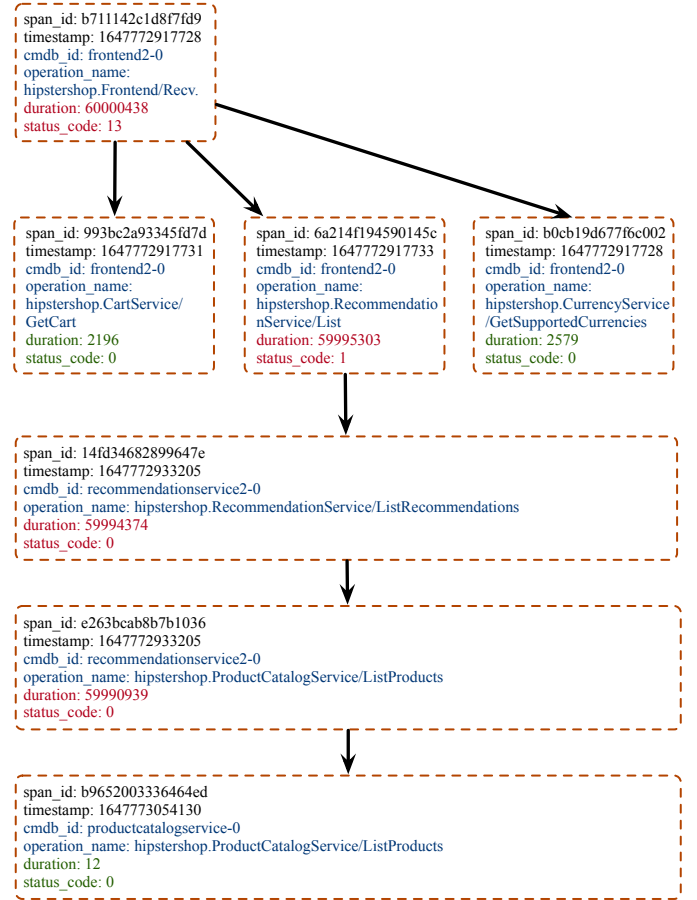 span_id: b711142c1d8f7fd9
timestamp: 1647772917728
cmdb_id: frontend2-0
operation_name:
hipstershop.Frontend/Recv.
duration: 60000438
status_code: 13
span_id: 993bc2a93345fd7d
timestamp: 1647772917731
cmdb_id: frontend2-0
operation_name:
hipstershop.CartService/
GetCart
duration: 2196
status_code: 0
span_id: 6a214f194590145c
timestamp: 1647772917733
cmdb_id: frontend2-0
operation_name:
hipstershop.Recommendatio
nService/List
duration: 59995303
status_code: 1
span_id: b0cb19d677f6c002
timestamp: 1647772917728
cmdb_id: frontend2-0
operation_name:
hipstershop.CurrencyService
/GetSupportedCurrencies
duration: 2579
status_code: 0
span_id: 14fd34682899647e
timestamp: 1647772933205
cmdb_id: recommendationservice2-0
operation_name: hipstershop.RecommendationService/ListRecommendations
duration: 59994374
status_code: 0
span_id: e263bcab8b7b1036
timestamp: 1647772933205
cmdb_id: recommendationservice2-0
operation_name: hipstershop.ProductCatalogService/ListProducts
duration: 59990939
status_code: 0
span_id: b96520033364​64ed
timestamp: 1647773054130
cmdb_id: productcatalogservice-0
operation_name: hipstershop.ProductCatalogService/ListProducts
duration: 12
status_code: 0